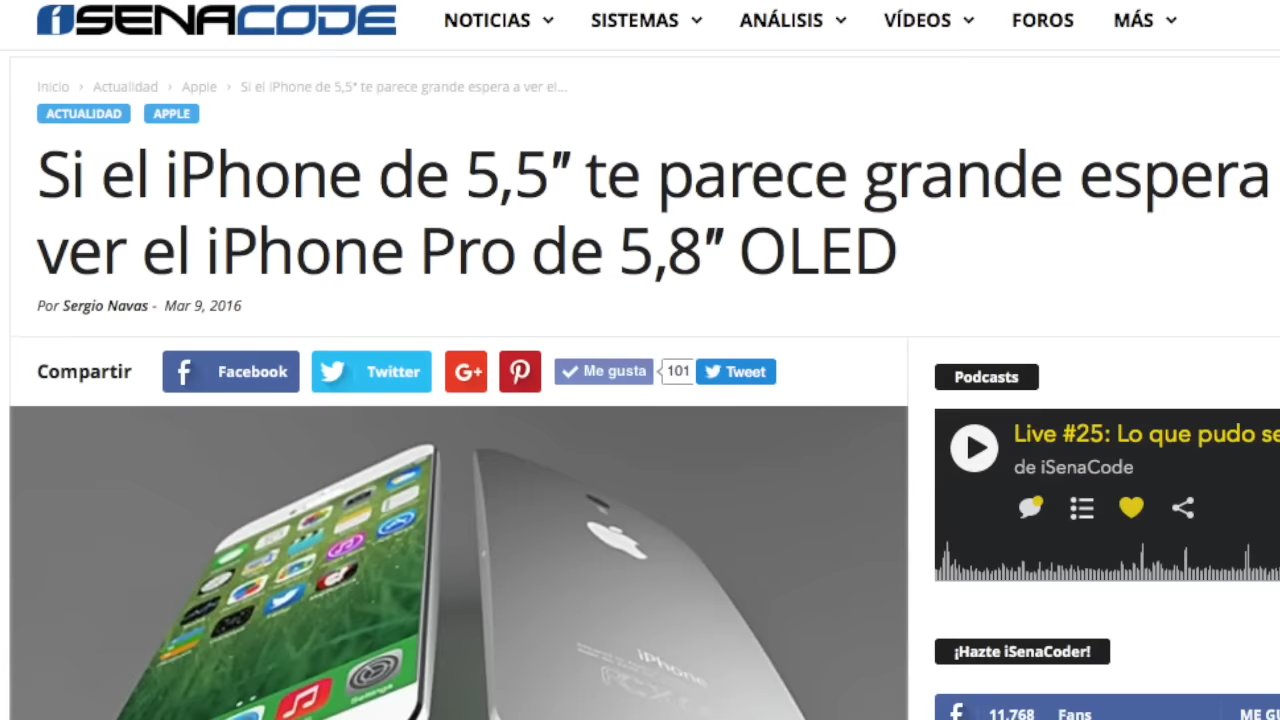 iSENACODE
NOTICIAS SISTEMAS ANÁLISIS VÍDEOS FOROS MÁS
Inicio › Actualidad › Apple › Si el iPhone de 5,5″ te parece grande espera a ver el...
ACTUALIDAD APPLE
Si el iPhone de 5,5″ te parece grande espera
ver el iPhone Pro de 5,8″ OLED
Por Sergio Navas - Mar 9, 2016
Compartir Facebook Twitter G+ Me gusta 101 Tweet
Podcasts
Live #25: Lo que pudo se
de iSenaCode
iPhone
Settings
¡Hazte iSenaCoder!
11,768 Fans ME GU